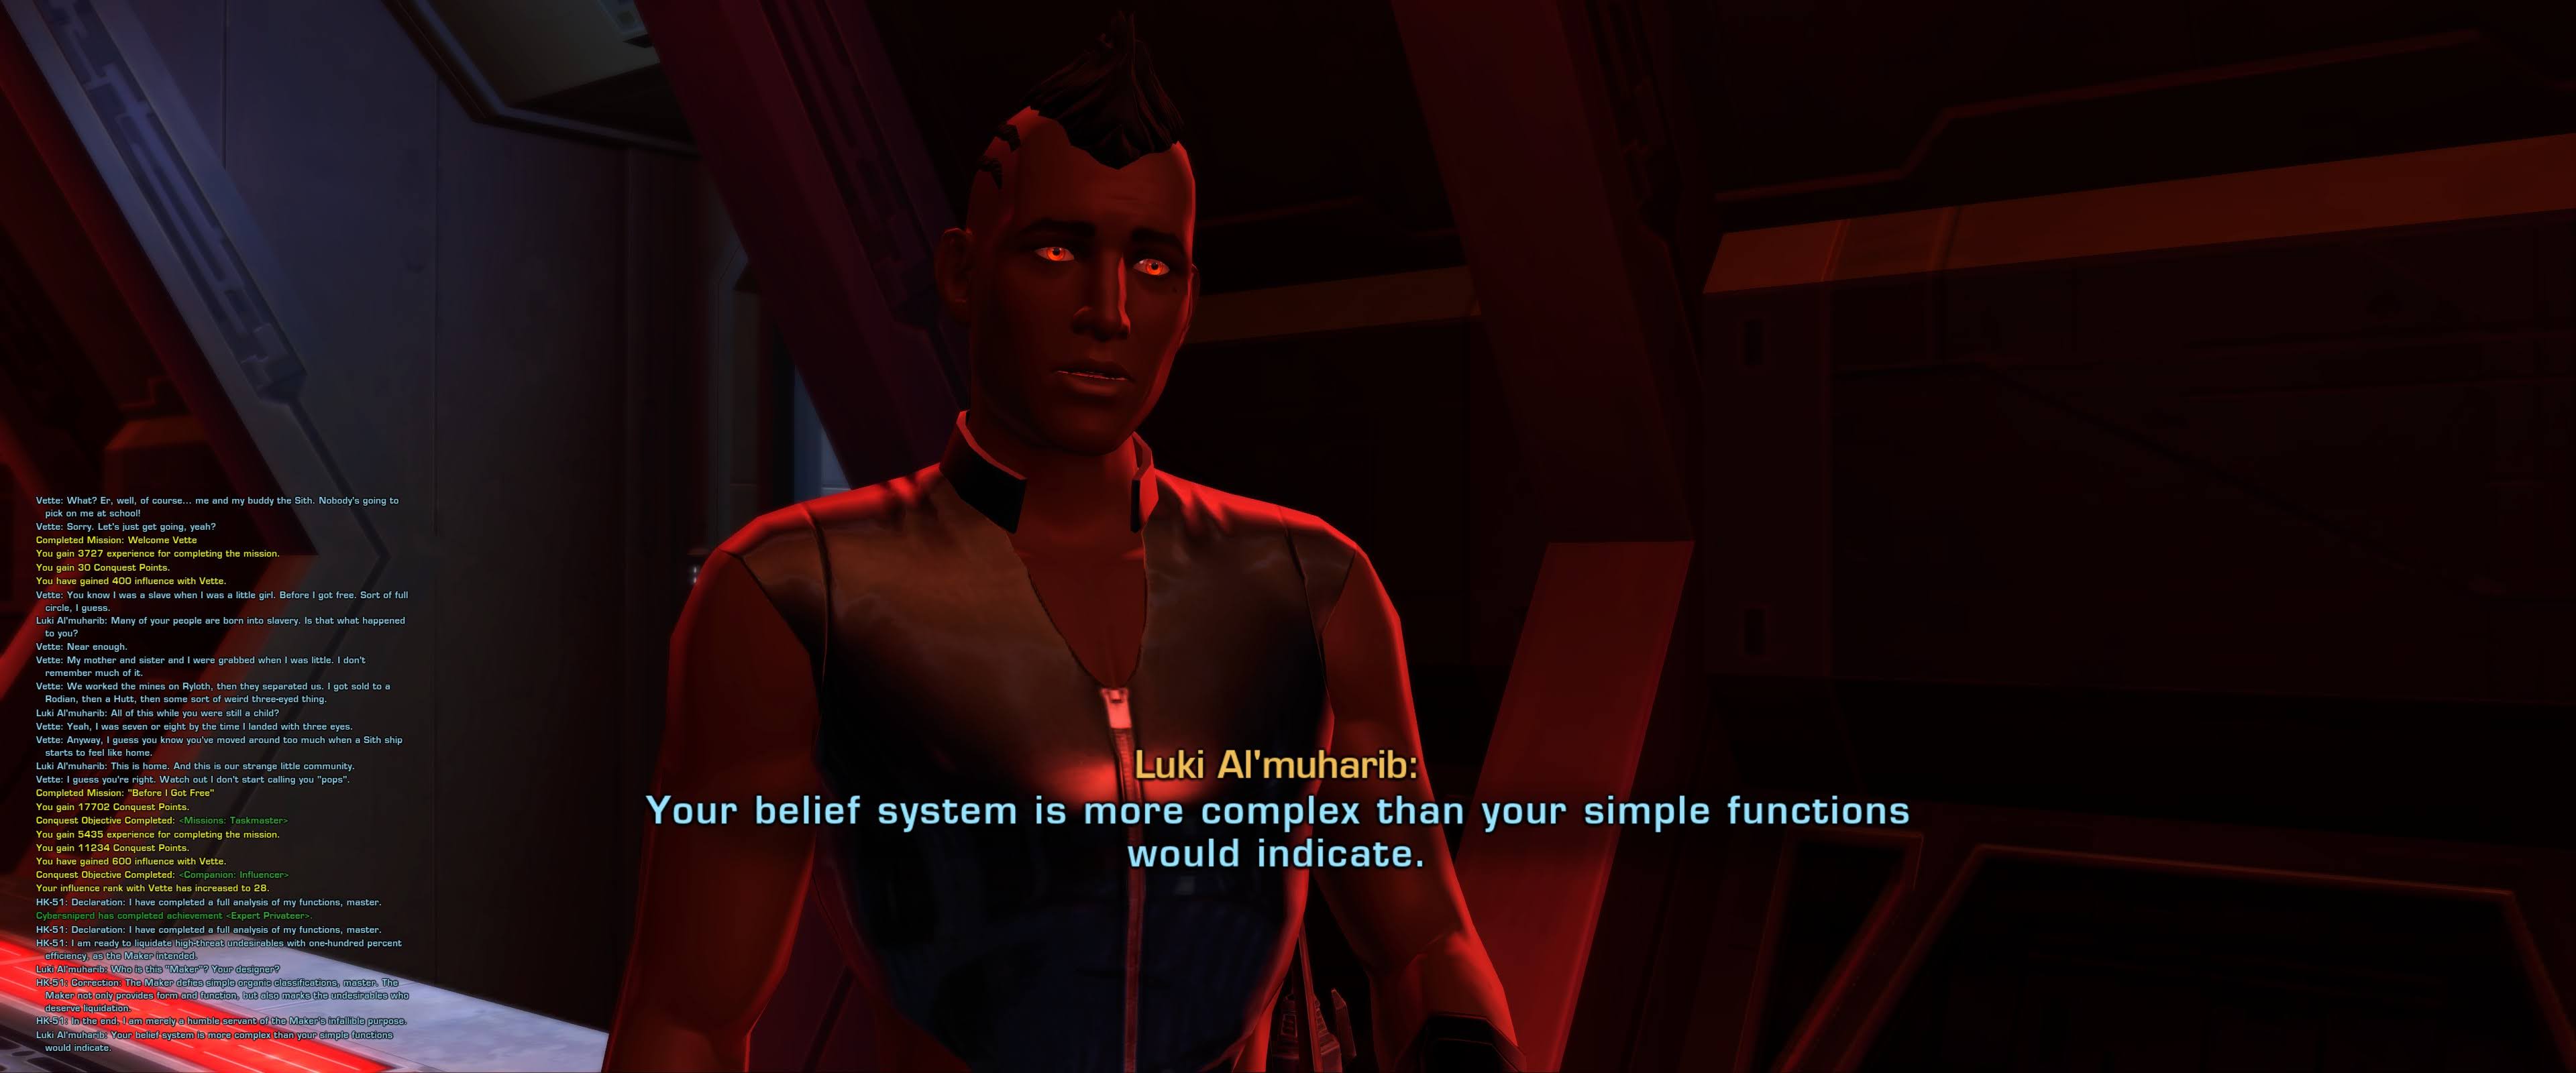 Vette: What? Er, well, of course... me and my buddy the Sith. Nobody's going to
pick on me at school!
Vette: Sorry. Let's just get going, yeah?
Completed Mission: Welcome Vette
You gain 3727 experience for completing the mission.
You gain 30 Conquest Points.
You have gained 400 influence with Vette.
Vette: You know I was a slave when I was a little girl. Before I got free. Sort of full
circle, I guess.
Luki Al'muharib: Many of your people are born into slavery. Is that what happened
to you?
Vette: Near enough.
Vette: My mother and sister and I were grabbed when I was little. I don't
remember much of it.
Vette: We worked the mines on Ryloth, then they separated us. I got sold to a
Rodian, then a Hutt, then some sort of weird three-eyed thing.
Luki Al'muharib: All of this while you were still a child?
Vette: Yeah, I was seven or eight by the time I landed with three eyes.
Vette: Anyway, I guess you know you've moved around too much when a Sith ship
starts to feel like home.
Luki Al'muharib: This is home. And this is our strange little community.
Vette: I guess you're right. Watch out I don't start calling you "pops".
Completed Mission: "Before I Got Free"
You gain 17702 Conquest Points.
Conquest Objective Completed: <Missions: Taskmaster>
You gain 5435 experience for completing the mission.
You gain 11234 Conquest Points.
You have gained 600 influence with Vette.
Conquest Objective Completed: <Companion: Influencer>
Your influence rank with Vette has increased to 28.
HK-51: Declaration: I have completed a full analysis of my functions, master.
Cybersniperd has completed achievement <Expert Privateer>.
HK-51: Declaration: I have completed a full analysis of my functions, master.
HK-51: I am ready to liquidate high-threat undesirables with one-hundred percent
efficiency, as the Maker intended.
Luki Al'muharib: Who is this "Maker"? Your designer?
HK-51: Correction: The Maker defies simple organic classifications, master. The
Maker not only provides form and function, but also marks the undesirables who
deserve liquidation.
HK-51: In the end, I am merely a humble servant of the Maker's infallible purpose.
Luki Al'muharib: Your belief system is more complex than your simple functions
would indicate.
Luki Al'muharib:
Your belief system is more complex than your simple functions
would indicate.